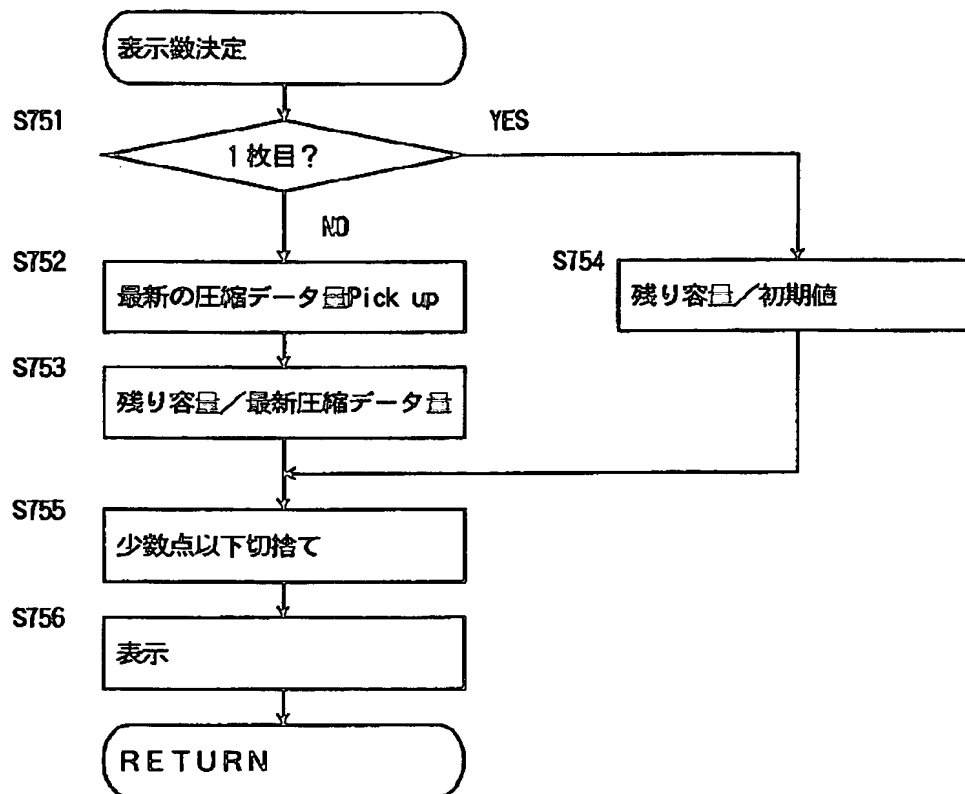 表示数決定
S751
YES
1枚目?
NO
S752
最新の圧縮データ量Pick up
S754
残り容量/初期値
S753
残り容量/最新圧縮データ量
S755
少数点以下切捨て
S756
表示
RETURN